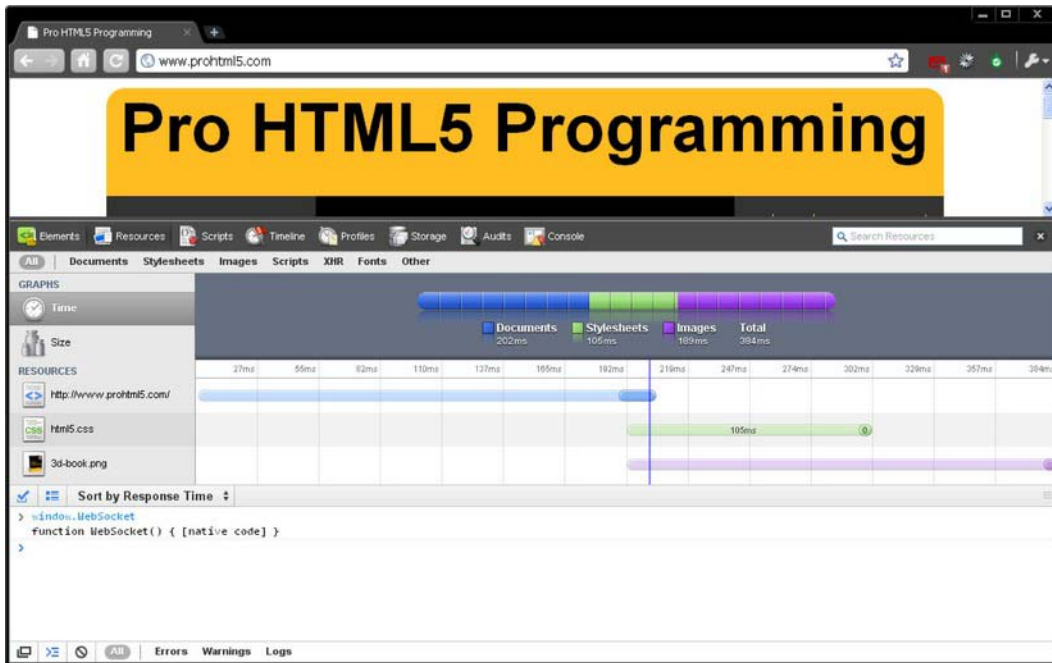 Pro HTML5 Programming
www.prohtml5.com
Pro HTML5 Programming
Elements Resources Scripts Timeline Profiles Storage Audits Console Search Resources
All Documents Stylesheets Images Scripts XHR Fonts Other
GRAPHS
Time
Documents Stylesheets Images Total
202ms 105ms 189ms 384ms
Size
RESOURCES 27ms 55ms 82ms 110ms 137ms 165ms 192ms 219ms 247ms 274ms 302ms 329ms 357ms 384m
http://www.prohtml5.com/
html5.css 105ms
3d-book.png
Sort by Response Time
> window.WebSocket
function WebSocket() { [native code] }
>
All Errors Warnings Logs